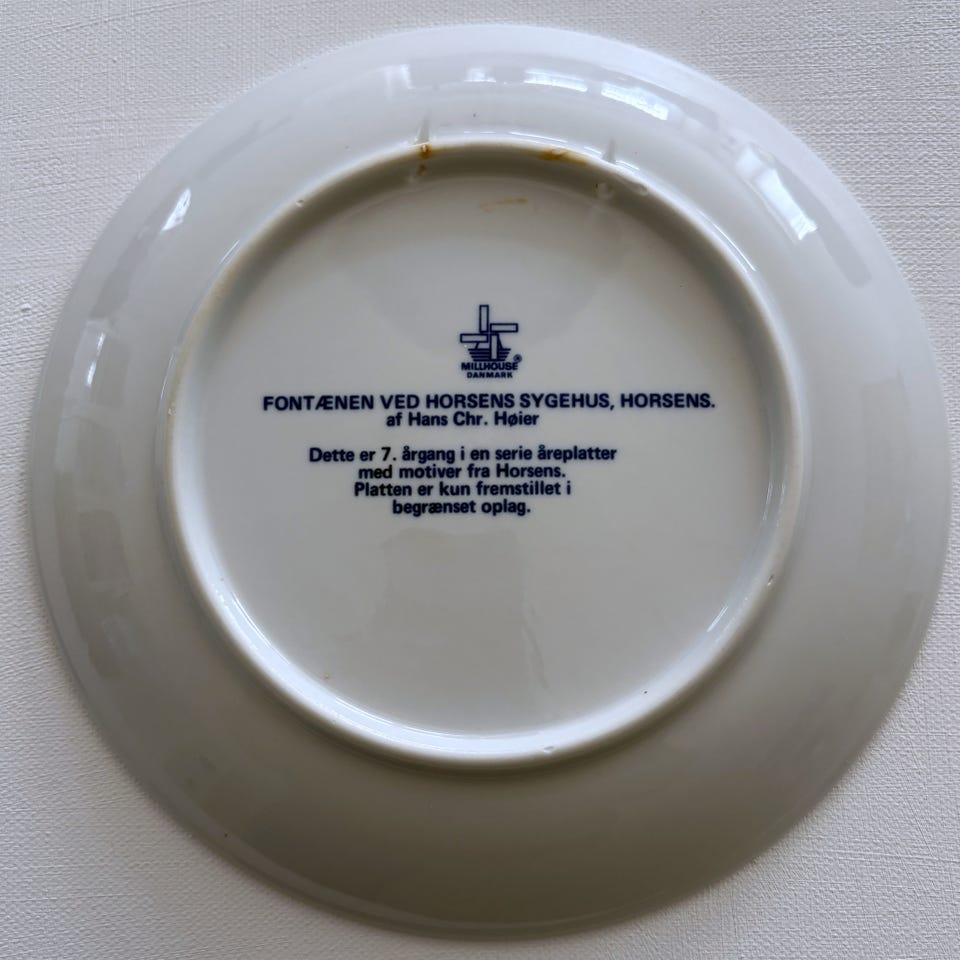 MILLHOUSE ®
DANMARK
FONTÆNEN VED HORSENS SYGEHUS, HORSENS.
af Hans Chr. Høier
Dette er 7. årgang i en serie åreplatter
med motiver fra Horsens.
Platten er kun fremstillet i
begrænset oplag.